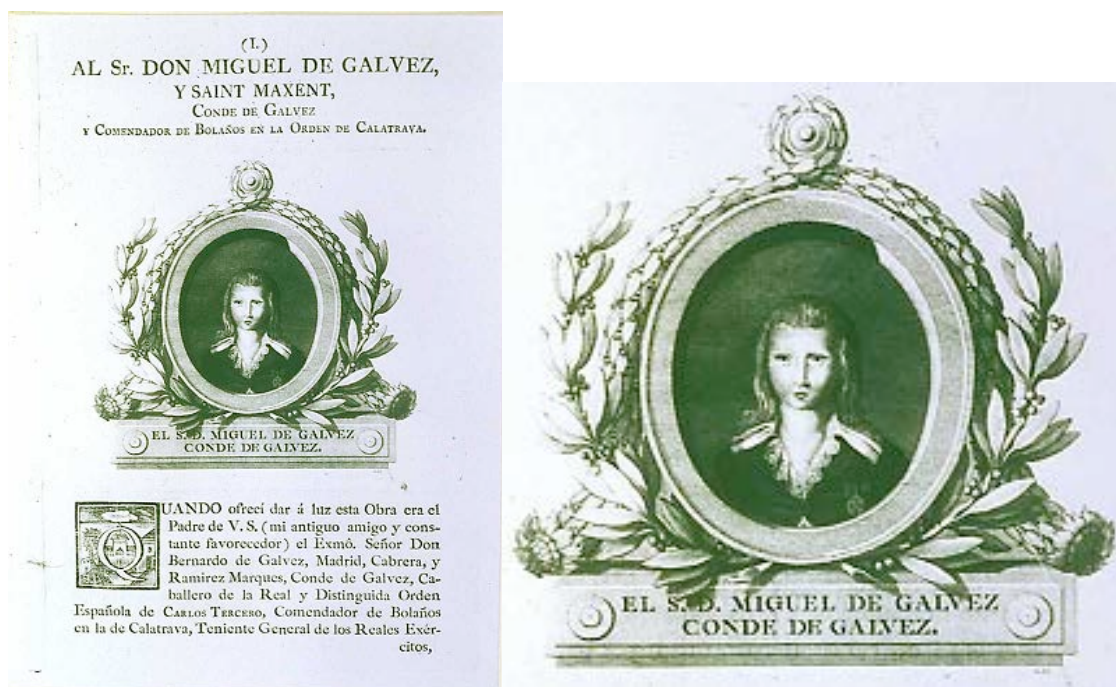 (I.)
AL Sr. DON MIGUEL DE GALVEZ,
Y SAINT MAXENT,
CONDE DE GALVEZ
Y COMENDADOR DE BOLAÑOS EN LA ORDEN DE CALATRAVA.
EL S. D. MIGUEL DE GALVEZ
CONDE DE GALVEZ.
QUANDO ofrecí dar á luz esta Obra era el
Padre de V. S. (mi antiguo amigo y cons-
tante favorecedor) el Exmô. Señor Don
Bernardo de Galvez, Madrid, Cabrera, y
Ramirez Marques, Conde de Galvez, Ca-
ballero de la Real y Distinguida Orden
Española de CARLOS TERCERO, Comendador de Bolaños
en la de Calatrava, Teniente General de los Reales Exér-
citos,
EL S. D. MIGUEL DE GALVEZ
CONDE DE GALVEZ.